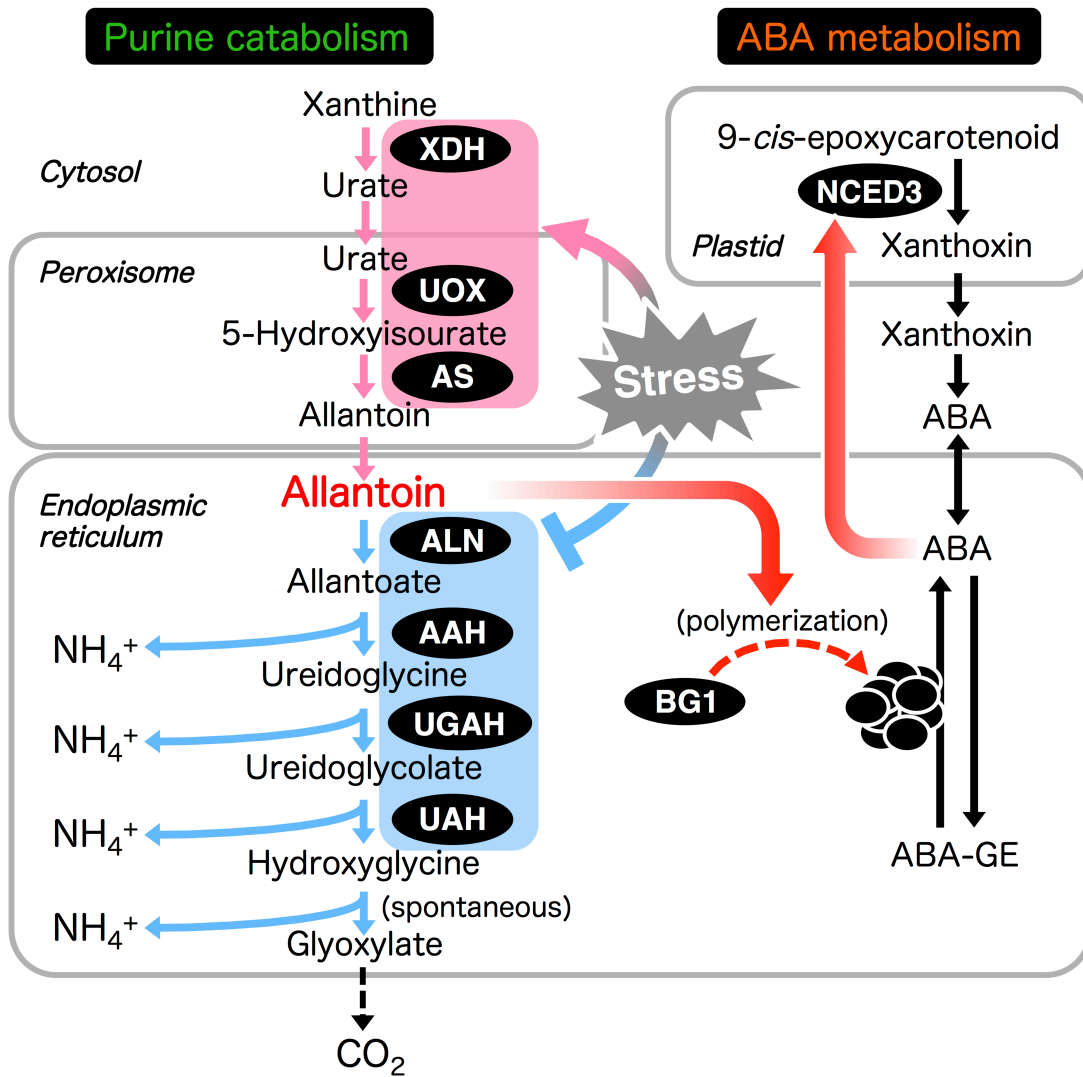 Purine catabolism
ABA metabolism
Xanthine
XDH
Cytosol
Urate
Peroxisome
Urate
UOX
5-Hydroxyisourate
AS
Allantoin
Stress
9-cis-epoxycarotenoid
NCED3
Plastid
Xanthoxin
Xanthoxin
ABA
ABA
Endoplasmic
reticulum
Allantoin
ALN
Allantoate
AAH
NH₄⁺
Ureidoglycine
UGAH
NH₄⁺
Ureidoglycolate
UAH
NH₄⁺
Hydroxyglycine
(spontaneous)
NH₄⁺
Glyoxylate
CO₂
(polymerization)
BG1
ABA-GE